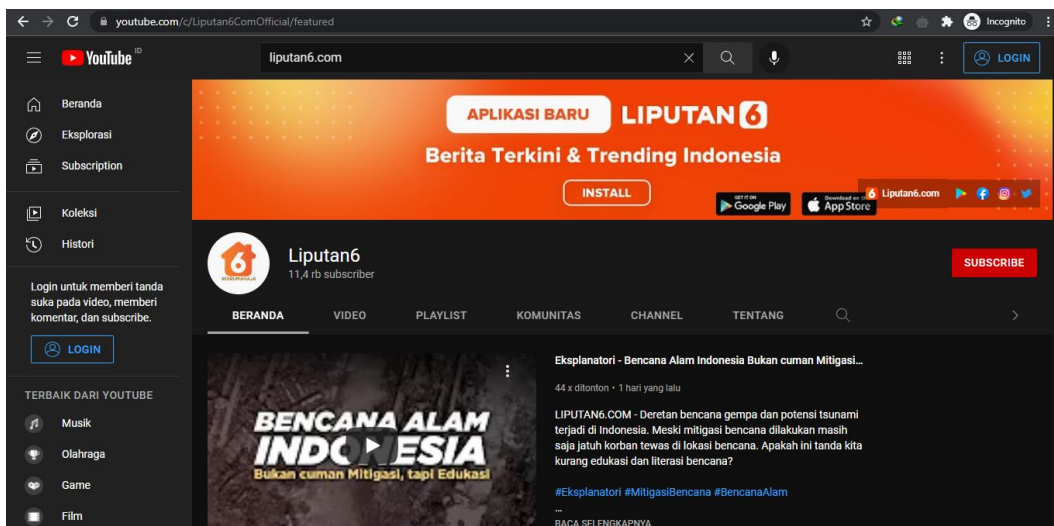 youtube.com/c/Liputan6ComOfficial/featured
Incognito
YouTube ID
liputan6.com
LOGIN
Beranda
Eksplorasi
Subscription
Koleksi
Histori
Login untuk memberi tanda
suka pada video, memberi
komentar, dan subscribe.
LOGIN
TERBAIK DARI YOUTUBE
Musik
Olahraga
Game
Film
APLIKASI BARU LIPUTAN 6
Berita Terkini & Trending Indonesia
INSTALL
GET IT ON
Google Play
Download on the
App Store
6 Liputan6.com
6
#DIRUMAHAJA
Liputan6
11,4 rb subscriber
SUBSCRIBE
BERANDA VIDEO PLAYLIST KOMUNITAS CHANNEL TENTANG
BENCANA ALAM
INDONESIA
Bukan cuman Mitigasi, tapi Edukasi
Eksplanatori - Bencana Alam Indonesia Bukan cuman Mitigasi...
44 x ditonton • 1 hari yang lalu
LIPUTAN6.COM - Deretan bencana gempa dan potensi tsunami
terjadi di Indonesia. Meski mitigasi bencana dilakukan masih
saja jatuh korban tewas di lokasi bencana. Apakah ini tanda kita
kurang edukasi dan literasi bencana?
#Eksplanatori #MitigasiBencana #BencanaAlam
...
BACA SELENGKAPNYA